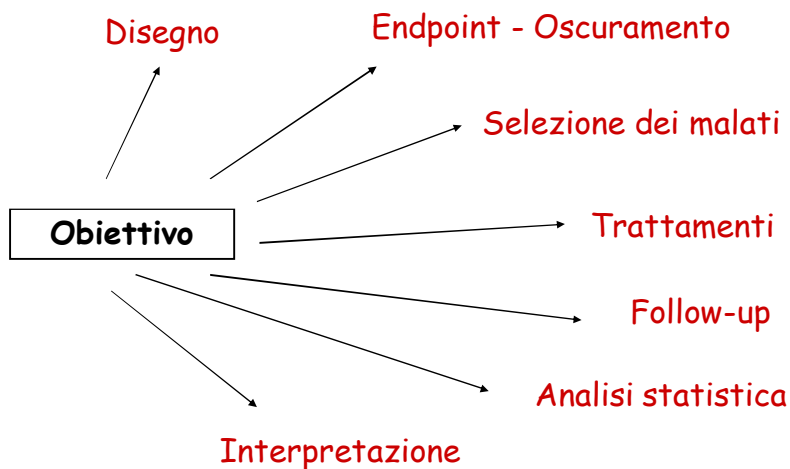 Disegno
Endpoint - Oscuramento
Selezione dei malati
Obiettivo
Trattamenti
Follow-up
Analisi statistica
Interpretazione